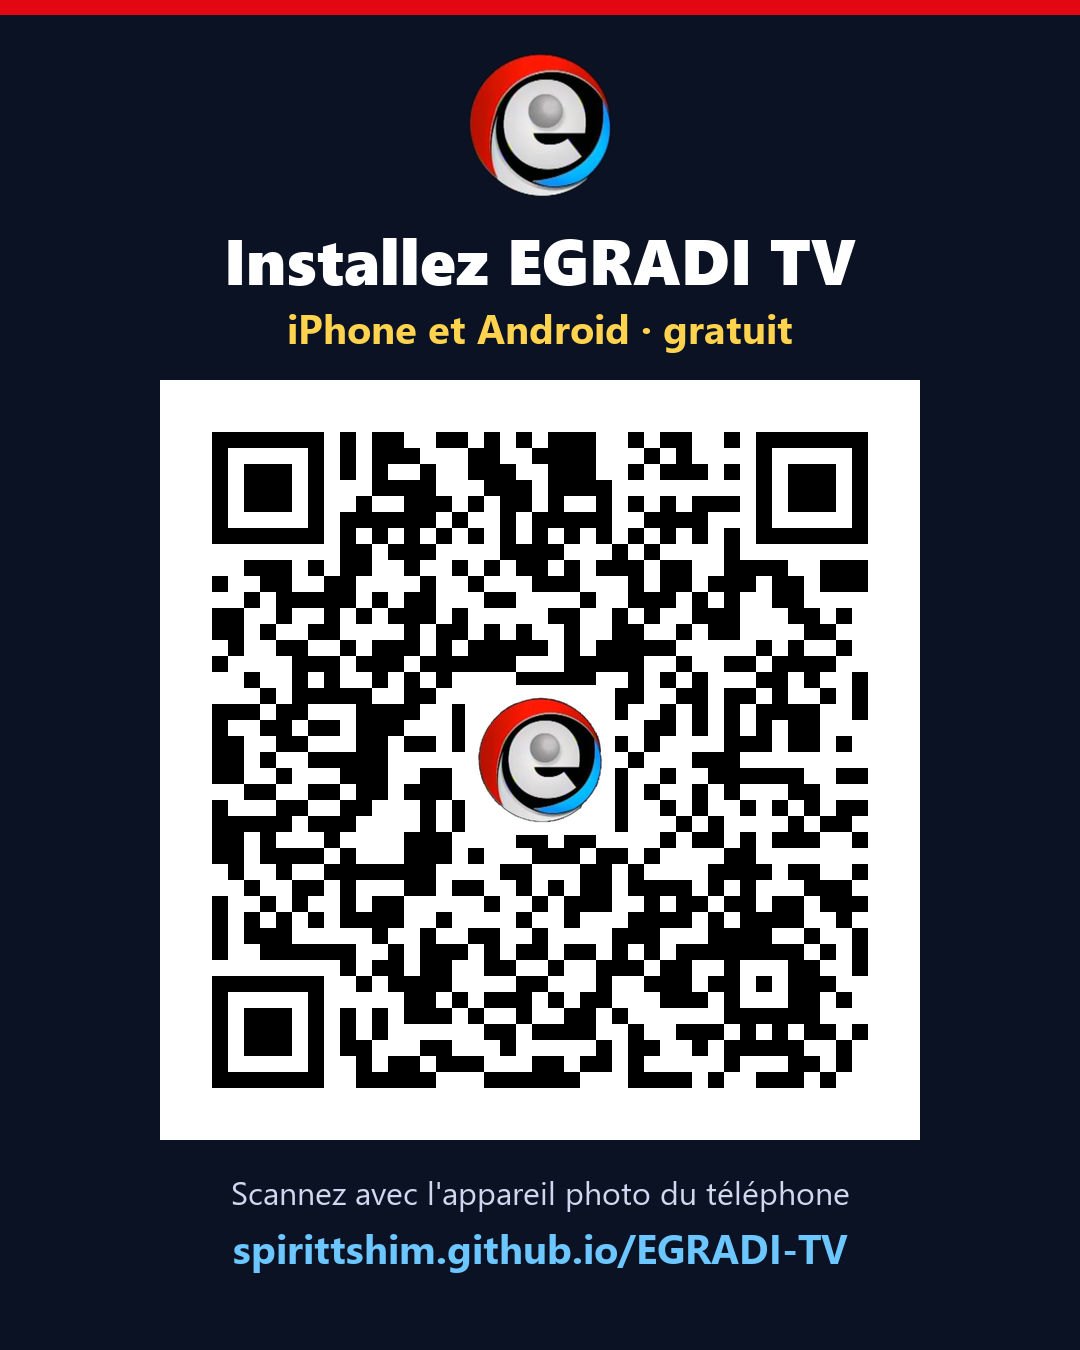 Installez EGRADI TV
iPhone et Android · gratuit
Scannez avec l'appareil photo du téléphone
spirittshim.github.io/EGRADI-TV